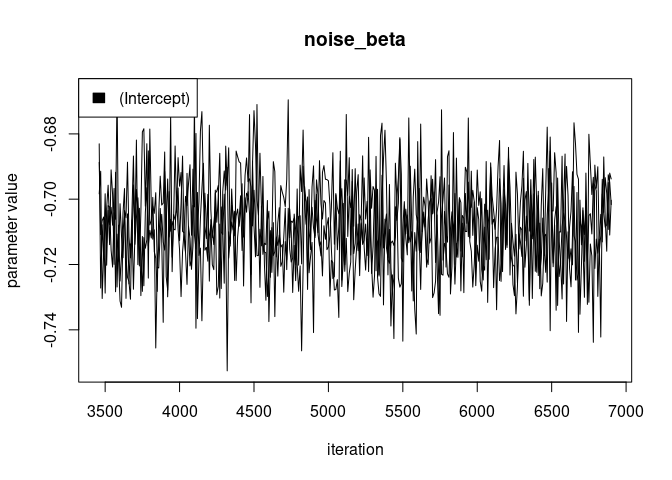 noise_beta
(Intercept)
parameter value
-0.68
-0.70
-0.72
-0.74
3500 4000 4500 5000 5500 6000 6500 7000
iteration